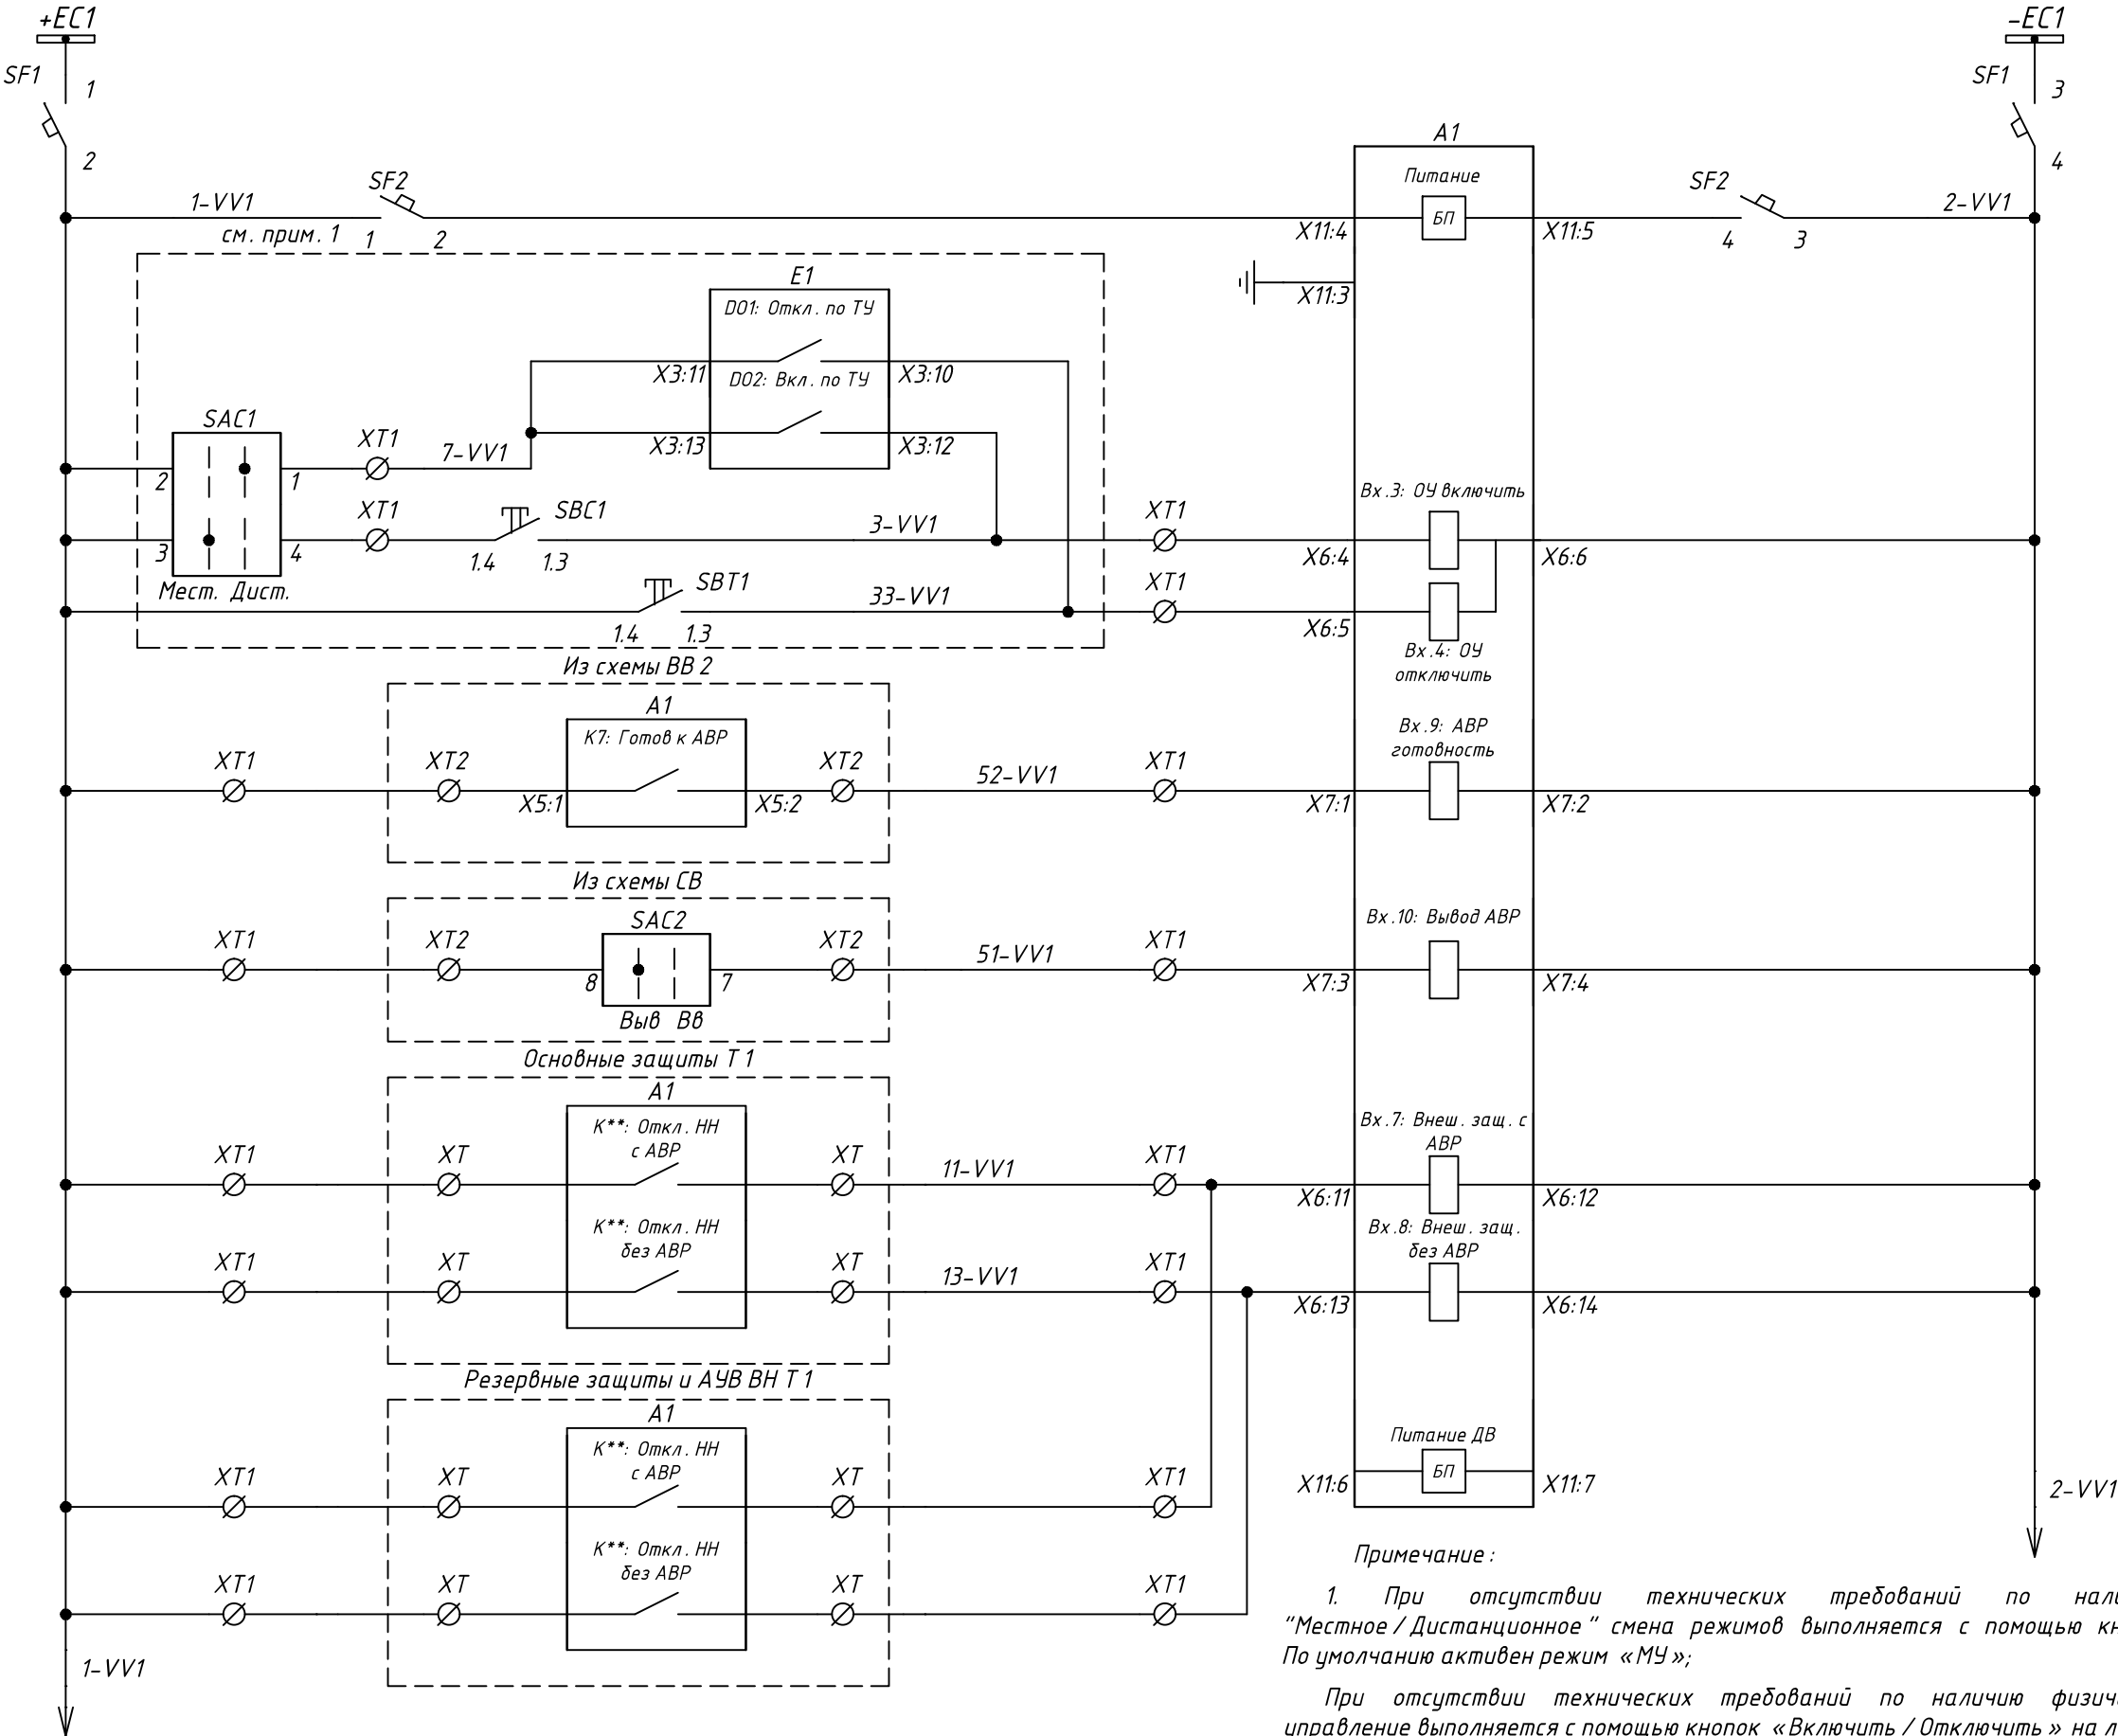 +EC1
-EC1
SF1
1
2
SF1
3
4
A1
Питание
БП
1-VV1
SF2
см. прим. 1
1
2
X11:4
X11:5
SF2
4
3
2-VV1
X11:3
E1
DO1: Откл. по ТУ
X3:11
X3:10
DO2: Вкл. по ТУ
X3:13
X3:12
SAC1
2
1
3
4
Мест. Дист.
XT1
7-VV1
XT1
SBC1
1.4
1.3
3-VV1
XT1
Вх.3: ОУ включить
X6:4
X6:6
SBT1
1.4
1.3
33-VV1
XT1
X6:5
Вх.4: ОУ
отключить
Из схемы ВВ 2
A1
K7: Готов к АВР
XT1
XT2
X5:1
X5:2
XT2
52-VV1
XT1
Вх.9: АВР
готовность
X7:1
X7:2
Из схемы СВ
SAC2
XT1
XT2
8
7
Выв Вв
XT2
51-VV1
XT1
Вх.10: Вывод АВР
X7:3
X7:4
Основные защиты Т 1
A1
K**: Откл. НН
с АВР
XT1
XT
XT
11-VV1
XT1
Вх.7: Внеш. защ. с
АВР
X6:11
X6:12
K**: Откл. НН
без АВР
XT1
XT
XT
13-VV1
XT1
Вх.8: Внеш. защ.
без АВР
X6:13
X6:14
Резервные защиты и АУВ ВН Т 1
A1
K**: Откл. НН
с АВР
XT1
XT
XT
XT1
K**: Откл. НН
без АВР
XT1
XT
XT
XT1
Питание ДВ
БП
X11:6
X11:7
2-VV1
1-VV1
Примечание :
1. При отсутствии технических требований по нали
"Местное / Дистанционное " смена режимов выполняется с помощью кн
По умолчанию активен режим «МУ»;
При отсутствии технических требований по наличию физиче
управление выполняется с помощью кнопок «Включить / Отключить » на л